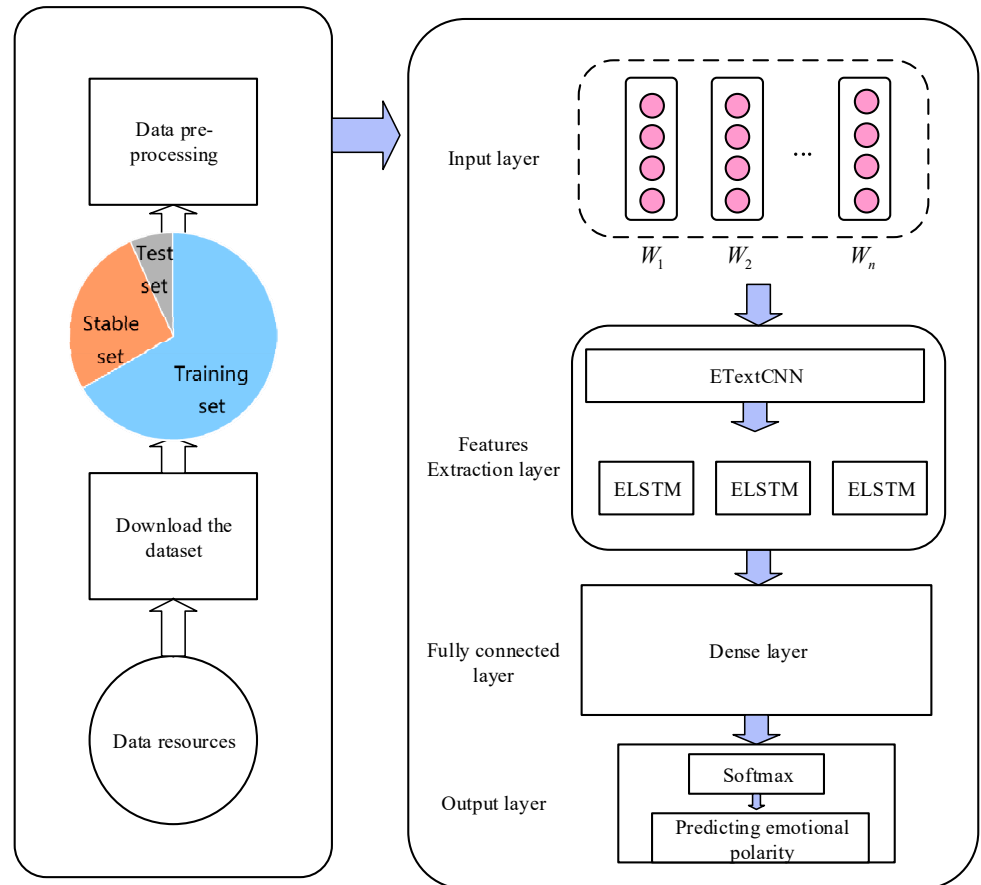 Data pre-
processing
Test
set
Stable
set
Training
set
Download the
dataset
Data resources
Input layer
...
W1
W2
Wn
ETextCNN
Features
Extraction layer
ELSTM
ELSTM
ELSTM
Fully connected
layer
Dense layer
Output layer
Softmax
Predicting emotional
polarity